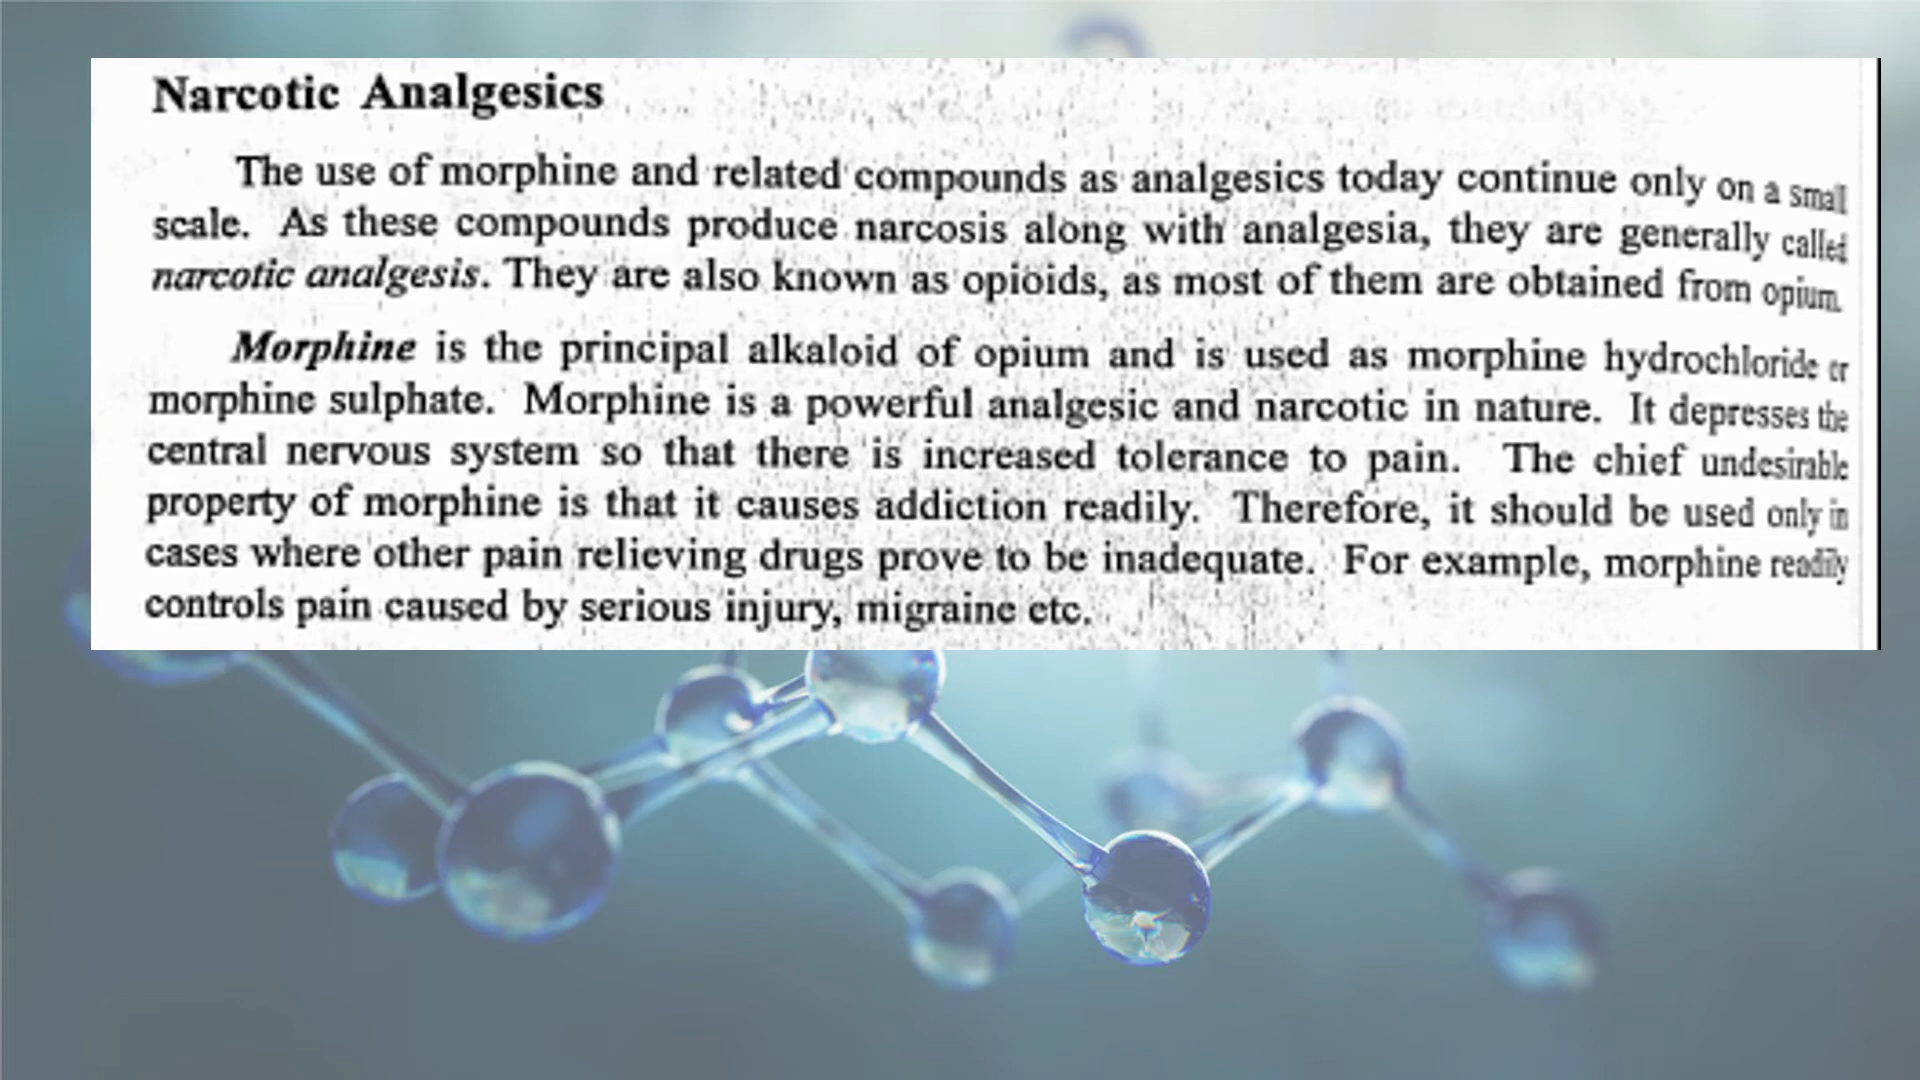 Narcotic Analgesics
The use of morphine and related compounds as analgesics today continue only on a small
scale. As these compounds produce narcosis along with analgesia, they are generally called
narcotic analgesis. They are also known as opioids, as most of them are obtained from opium.
Morphine is the principal alkaloid of opium and is used as morphine hydrochloride or
morphine sulphate. Morphine is a powerful analgesic and narcotic in nature. It depresses the
central nervous system so that there is increased tolerance to pain. The chief undesirable
property of morphine is that it causes addiction readily. Therefore, it should be used only in
cases where other pain relieving drugs prove to be inadequate. For example, morphine readily
controls pain caused by serious injury, migraine etc.